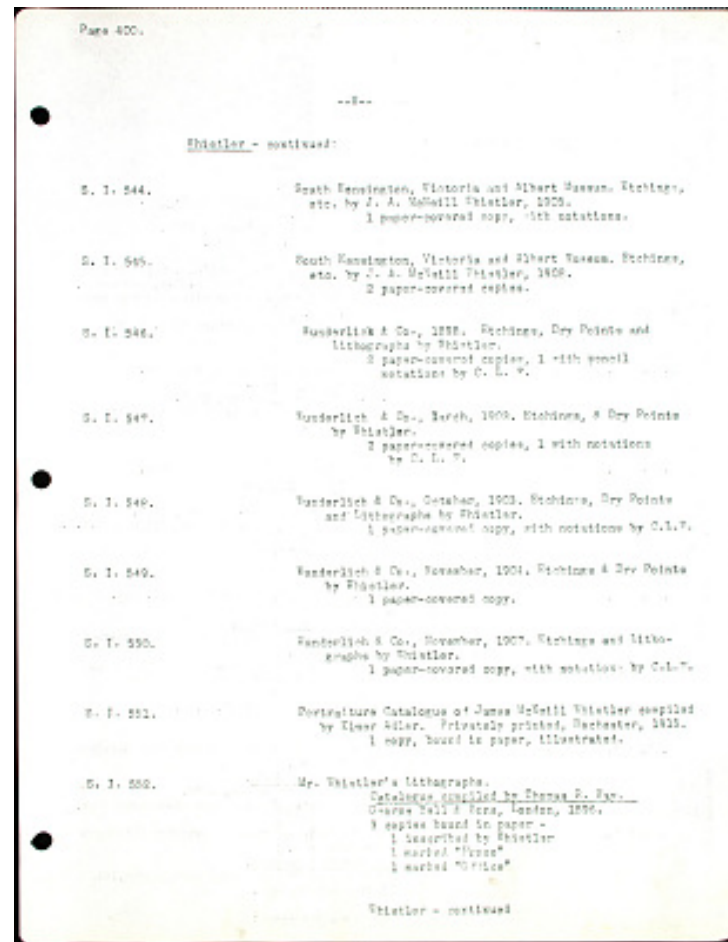 Page 400.
Whistler - continued:
S. I. 544.
South Kensington, Victoria and Albert Museum. Etchings,
etc. by J. A. McNeill Whistler, 1905.
1 paper-covered copy, with notations.
S. I. 545.
South Kensington, Victoria and Albert Museum. Etchings,
etc. by J. A. McNeill Whistler,
2 paper-covered copies.
S. I. 546.
Wunderlich & Co., 1898. Etchings, Dry Points and
lithographs by Whistler.
2 paper-covered copies, 1 with pencil
notations by C. L. F.
S. I. 547.
Wunderlich & Co., March, 1903. Etchings, & Dry Points
by Whistler.
2 paper-covered copies, 1 with notations
by C. L. F.
S. I. 548.
Wunderlich & Co., October, 1903. Etchings, Dry Points
and Lithographs by Whistler.
1 paper-covered copy, with notations by C.L.F.
S. I. 549.
Wunderlich & Co., November, 1904. Etchings & Dry Points
by Whistler.
1 paper-covered copy.
S. I. 550.
Wunderlich & Co., November, 1907. Etchings and litho-
graphs by Whistler.
1 paper-covered copy, with notation by C.L.F.
S. I. 551.
Portraiture Catalogue of James McNeill Whistler compiled
by Elmer Adler. Privately printed, Rochester,
1 copy, bound in paper, illustrated.
S. I. 552.
Mr. Whistler's lithographs.
Catalogue compiled by Thomas R. Way.
George Bell & Sons, London, 1896.
copies bound in paper -
1 inscribed by Whistler
1 marked "Press"
1 marked "Office"
Whistler - continued